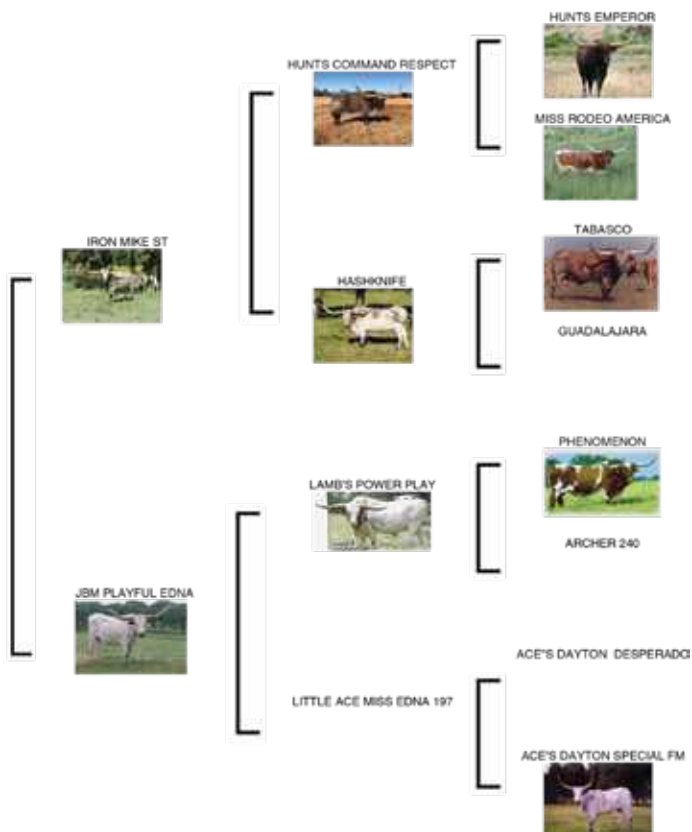 HUNTS EMPEROR
HUNTS COMMAND RESPECT
MISS RODEO AMERICA
IRON MIKE ST
TABASCO
HASHKNIFE
GUADALAJARA
PHENOMENON
LAMB'S POWER PLAY
ARCHER 240
JBM PLAYFUL EDNA
ACE"S DAYTON DESPERADO
LITTLE ACE MISS EDNA 197
ACE'S DAYTON SPECIAL FM